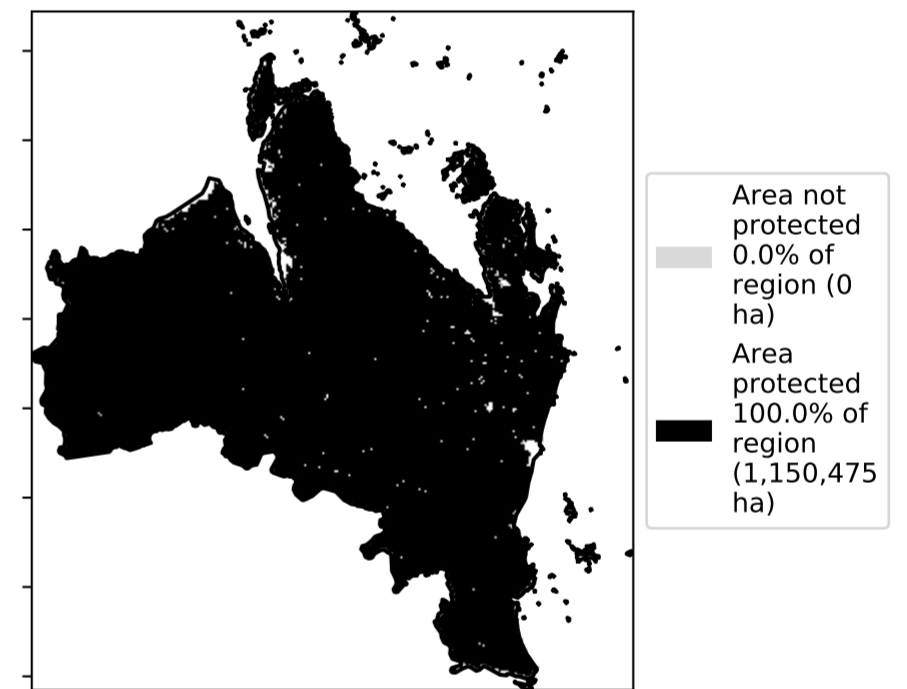 Area not
protected
0.0% of
region (0
ha)
Area
protected
100.0% of
region
(1,150,475
ha)